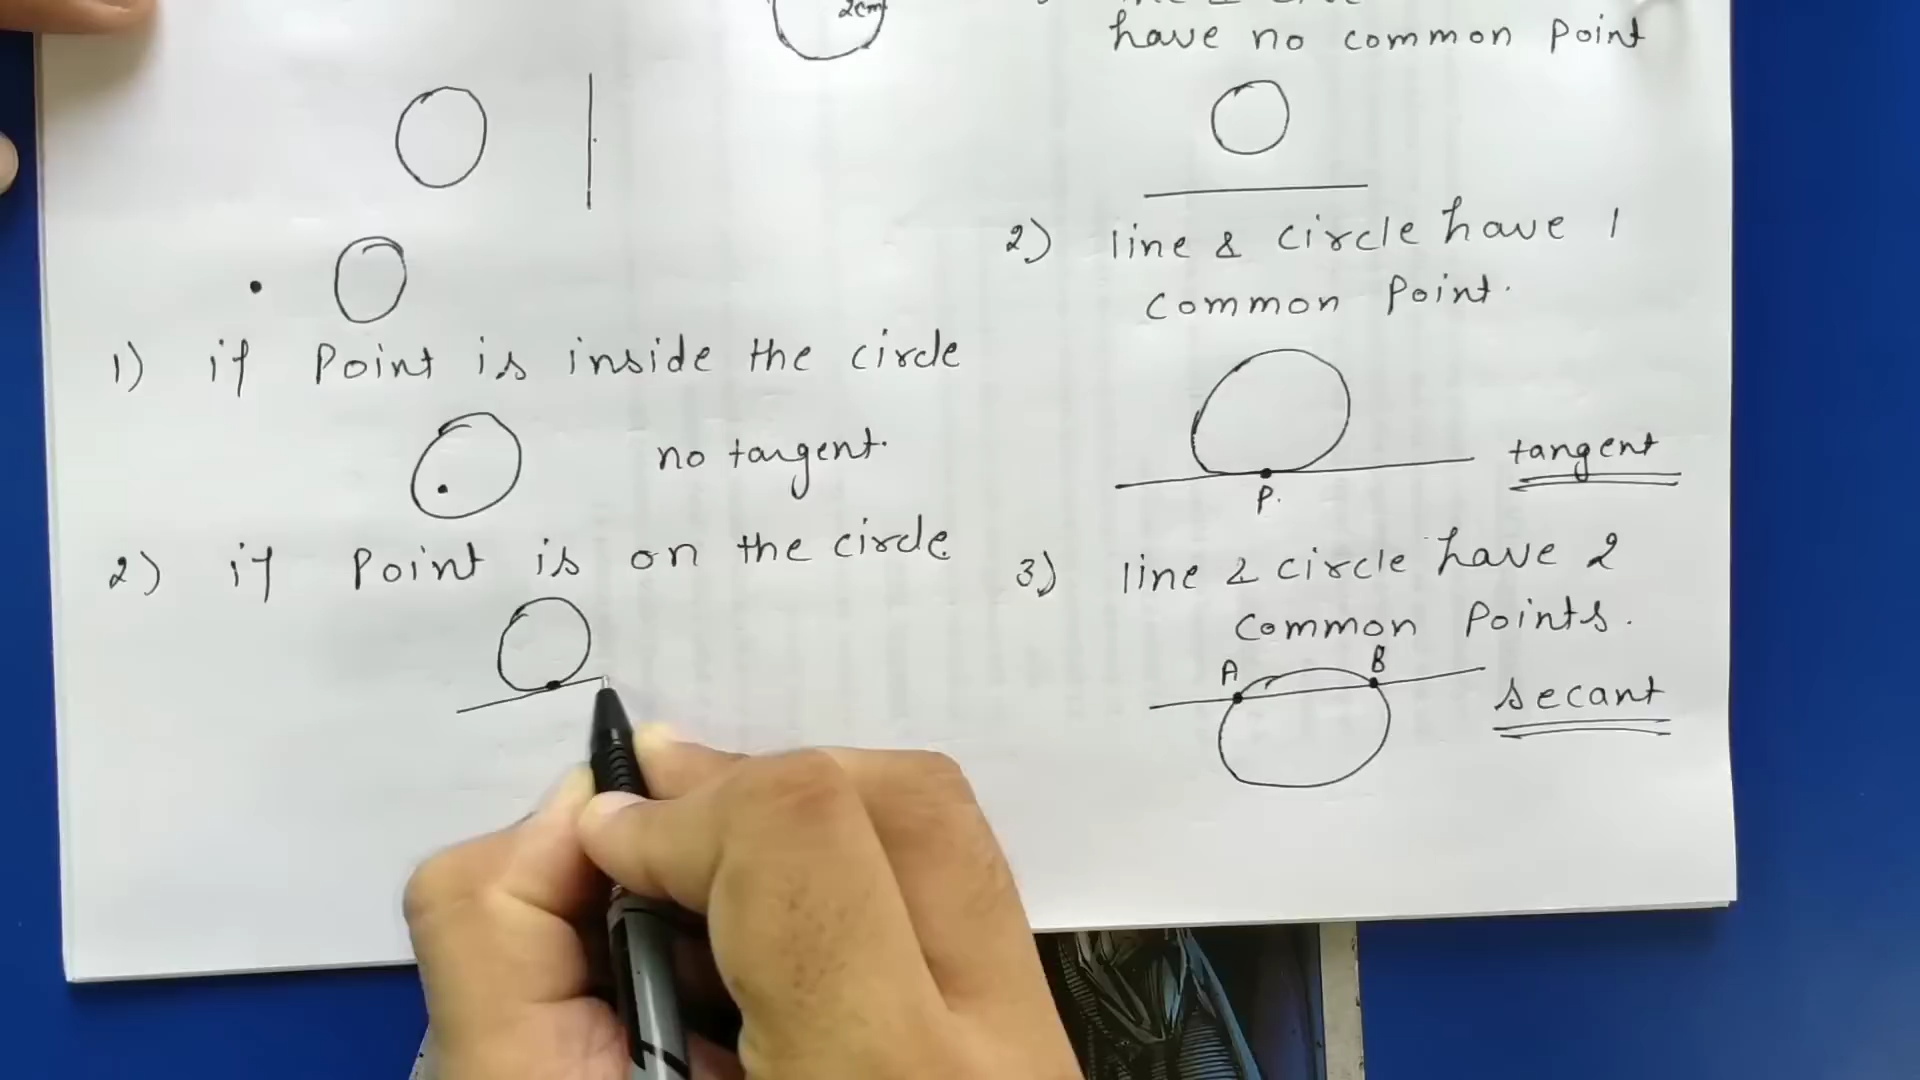 2cm
have no common point
2) line & circle have 1
common point.
1) if point is inside the circle
no tangent.
tangent
P.
2) if point is on the circle
3) line & circle have 2
common points.
A
B
secant